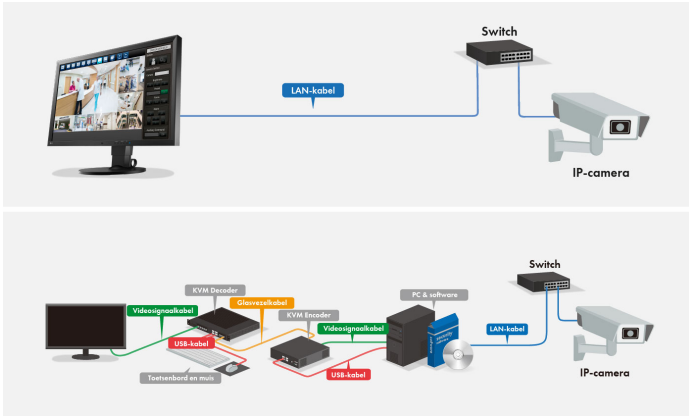 Switch
LAN-kabel
IP-camera
Switch
KVM Decoder
PC & software
Glasvezelkabel
Videosignaalkabel
KVM Encoder
Videosignaalkabel
LAN-kabel
USB-kabel
IP-camera
USB-kabel
Toetsenbord en muis